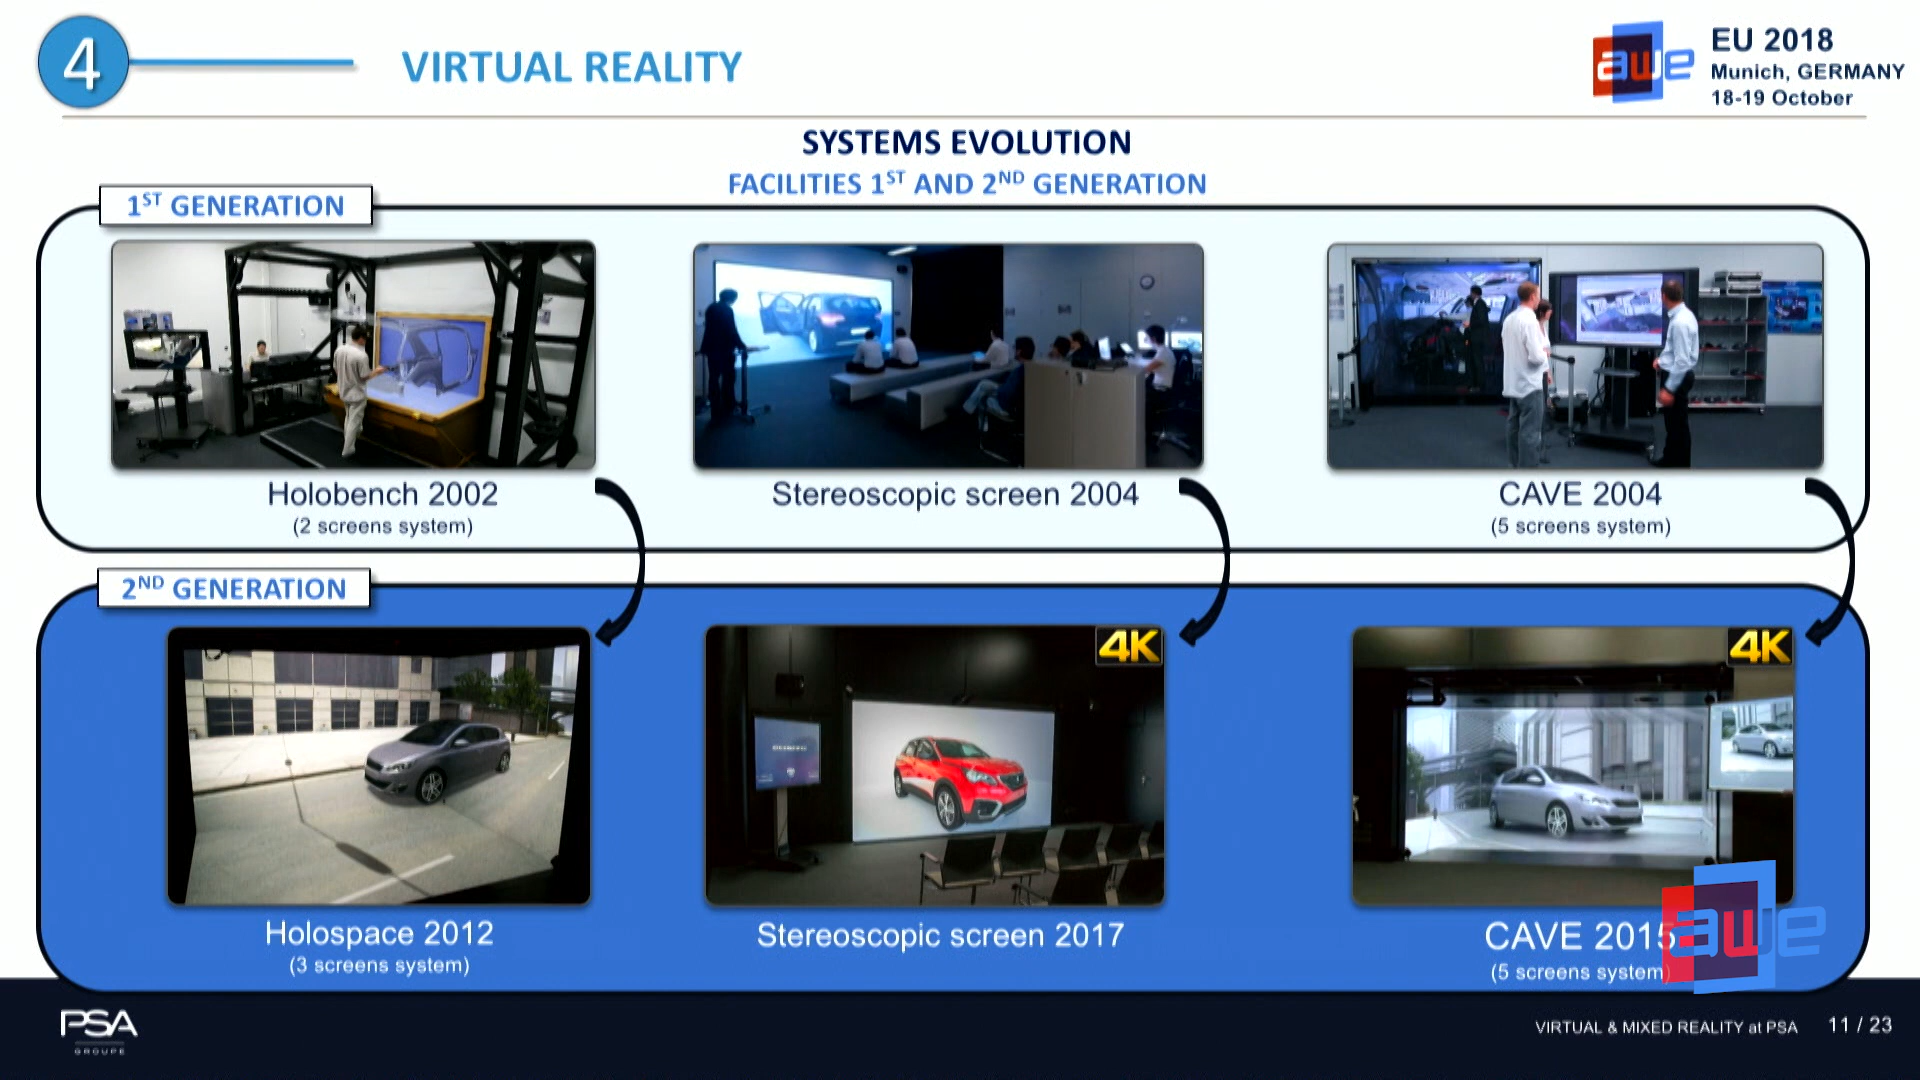 4
VIRTUAL REALITY
awe
EU 2018
Munich, GERMANY
18-19 October
SYSTEMS EVOLUTION
FACILITIES 1ST AND 2ND GENERATION
1ST GENERATION
Holobench 2002
(2 screens system)
Stereoscopic screen 2004
CAVE 2004
(5 screens system)
2ND GENERATION
4K
4K
Holospace 2012
(3 screens system)
Stereoscopic screen 2017
CAVE 2015
(5 screens system)
awe
PSA
GROUPE
VIRTUAL & MIXED REALITY at PSA
11 / 23